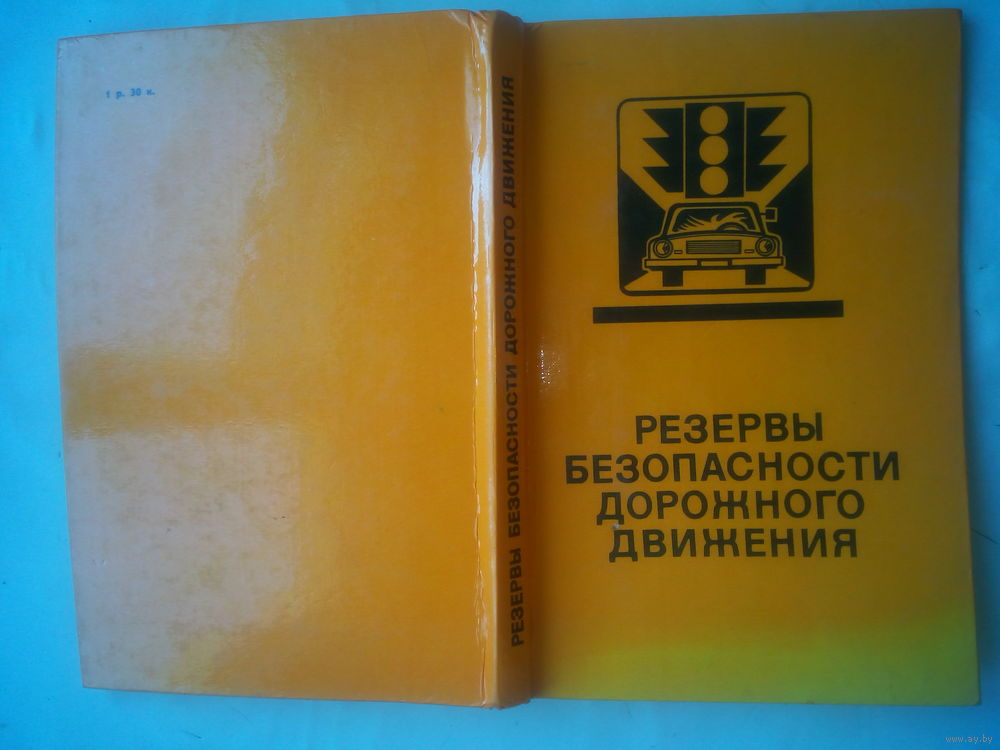 1 р. 30 к.
РЕЗЕРВЫ БЕЗОПАСНОСТИ ДОРОЖНОГО ДВИЖЕНИЯ
РЕЗЕРВЫ
БЕЗОПАСНОСТИ
ДОРОЖНОГО
ДВИЖЕНИЯ
www.ay.by